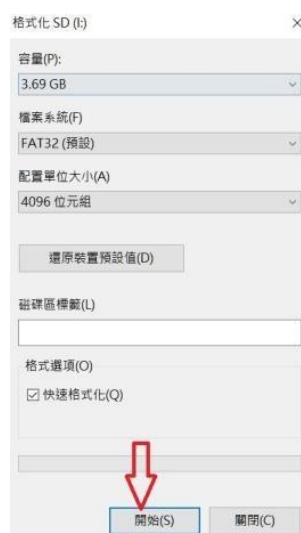 格式化 SD (I:)
容量(P):
3.69 GB
檔案系統(F)
FAT32 (預設)
配置單位大小(A)
4096 位元組
還原裝置預設值(D)
磁碟區標籤(L)
格式選項(O)
快速格式化(Q)
開始(S)
關閉(C)